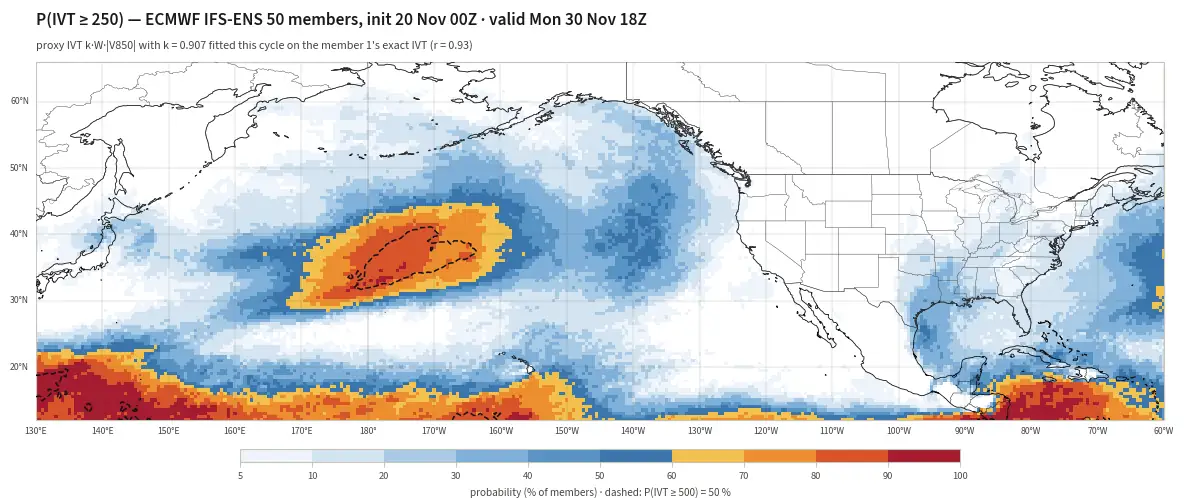 P(IVT ≥ 250) — ECMWF IFS-ENS 50 members, init 20 Nov 00Z · valid Mon 30 Nov 18Z
proxy IVT k·W·|V850| with k = 0.907 fitted this cycle on the member 1's exact IVT (r = 0.93)
60°N
50°N
40°N
30°N
20°N
130°E 140°E 150°E 160°E 170°E 180° 170°W 160°W 150°W 140°W 130°W 120°W 110°W 100°W 90°W 80°W 70°W 60°W
5 10 20 30 40 50 60 70 80 90 100
probability (% of members) · dashed: P(IVT ≥ 500) = 50 %